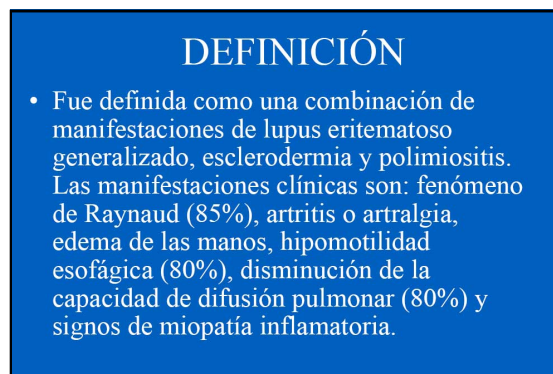 DEFINICIÓN
• Fue definida como una combinación de
manifestaciones de lupus eritematoso
generalizado, esclerodermia y polimiositis.
Las manifestaciones clínicas son: fenómeno
de Raynaud (85%), artritis o artralgia,
edema de las manos, hipomotilidad
esofágica (80%), disminución de la
capacidad de difusión pulmonar (80%) y
signos de miopatía inflamatoria.